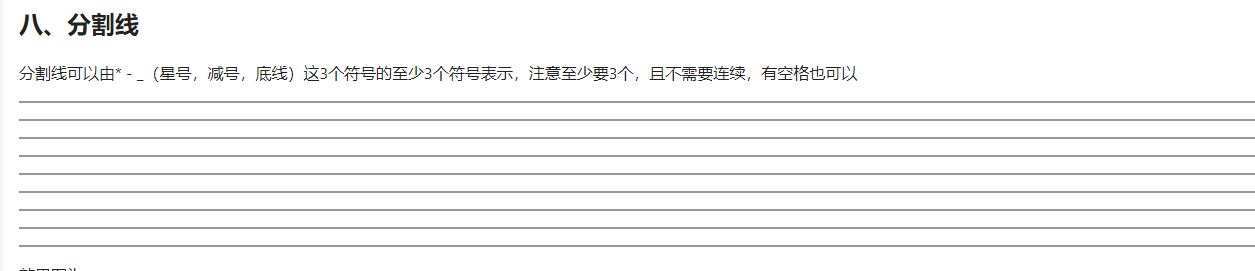 八、分割线
分割线可以由* - _（星号，减号，底线）这3个符号的至少3个符号表示，注意至少要3个，且不需要连续，有空格也可以